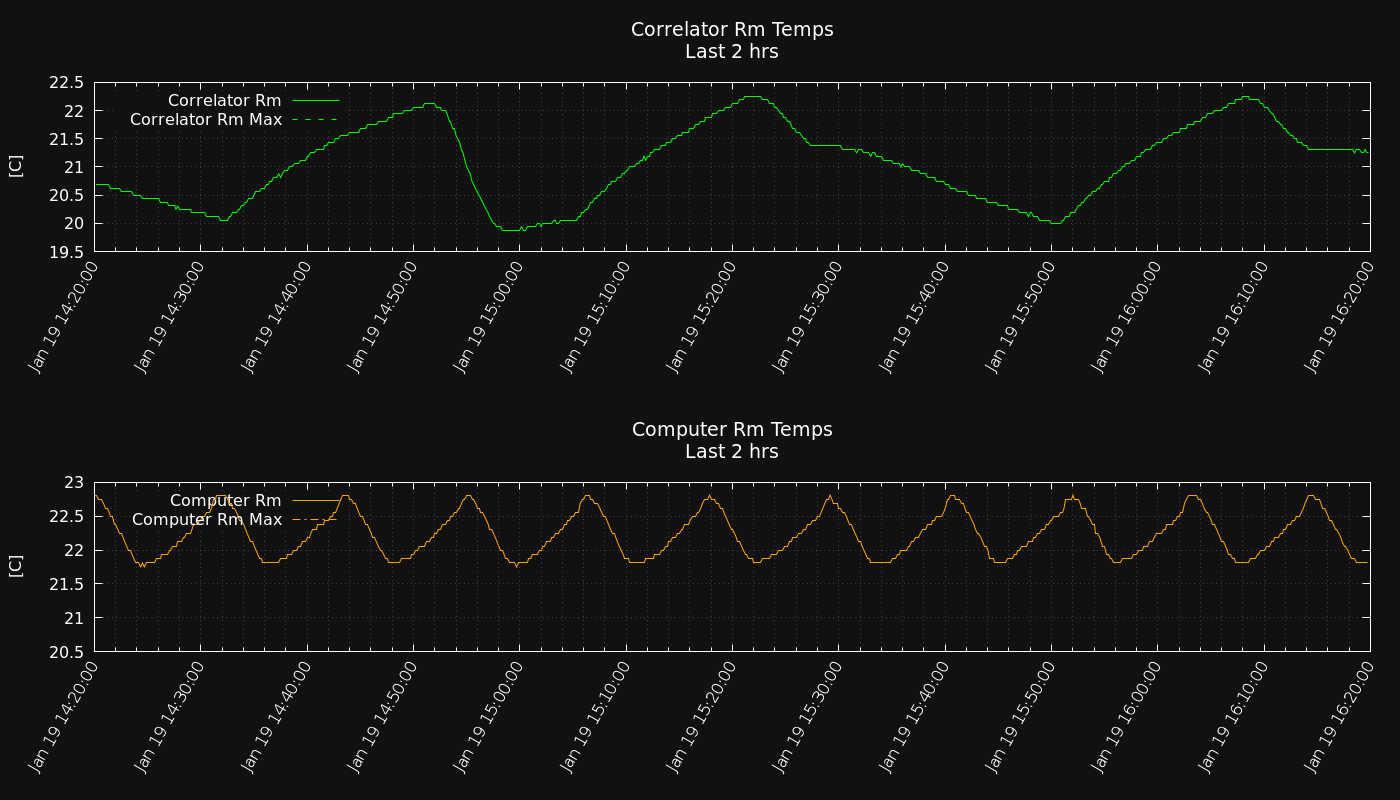 Correlator Rm Temps
Last 2 hrs
22.5
22
21.5
21
20.5
20
19.5
[C]
Correlator Rm
Correlator Rm Max
Jan 19 14:20:00
Jan 19 14:30:00
Jan 19 14:40:00
Jan 19 14:50:00
Jan 19 15:00:00
Jan 19 15:10:00
Jan 19 15:20:00
Jan 19 15:30:00
Jan 19 15:40:00
Jan 19 15:50:00
Jan 19 16:00:00
Jan 19 16:10:00
Jan 19 16:20:00
Computer Rm Temps
Last 2 hrs
23
22.5
22
21.5
21
20.5
[C]
Computer Rm
Computer Rm Max
Jan 19 14:20:00
Jan 19 14:30:00
Jan 19 14:40:00
Jan 19 14:50:00
Jan 19 15:00:00
Jan 19 15:10:00
Jan 19 15:20:00
Jan 19 15:30:00
Jan 19 15:40:00
Jan 19 15:50:00
Jan 19 16:00:00
Jan 19 16:10:00
Jan 19 16:20:00